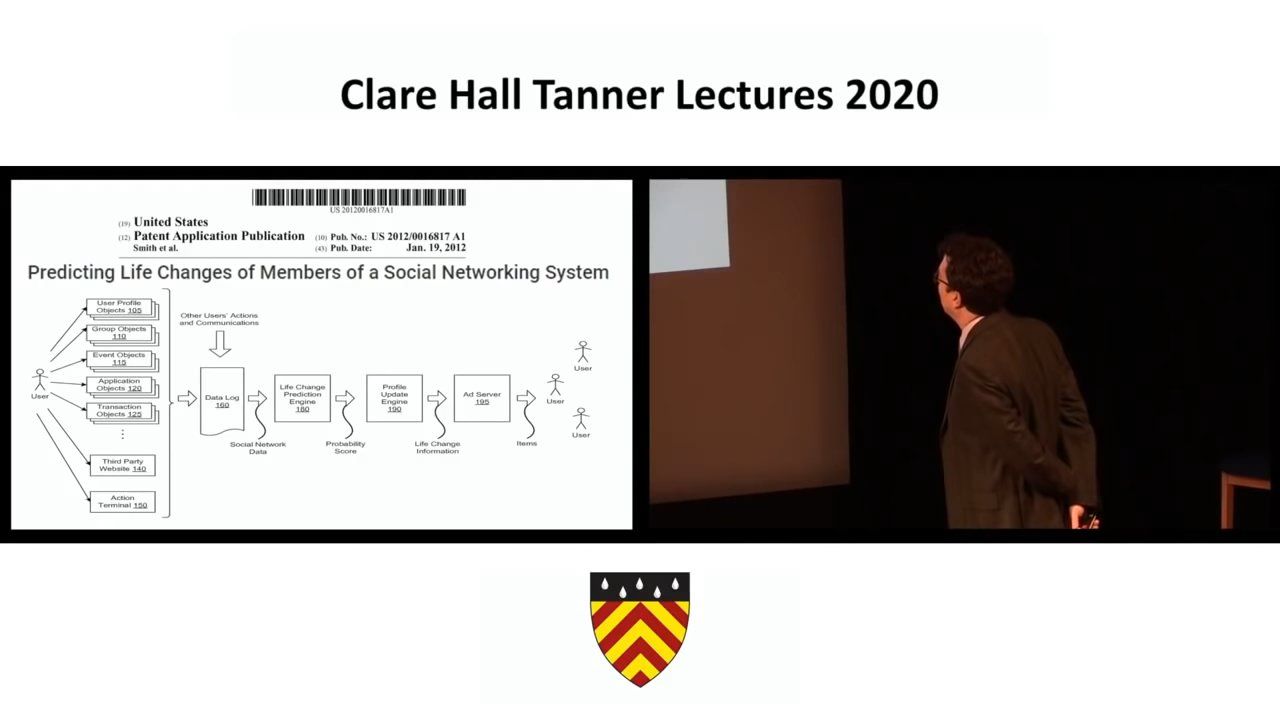 Clare Hall Tanner Lectures 2020
US 20120016817A1
(19) United States
(12) Patent Application Publication
Smith et al.
(10) Pub. No.: US 2012/0016817 A1
(43) Pub. Date: Jan. 19, 2012
Predicting Life Changes of Members of a Social Networking System
User
User Profile
Objects 105
Group Objects
110
Event Objects
115
Application
Objects 120
Transaction
Objects 125
Third Party
Website 140
Action
Terminal 150
Other Users' Actions
and Communications
Data Log
160
Social Network
Data
Life Change
Prediction
Engine
180
Probability
Score
Profile
Update
Engine
190
Life Change
Information
Ad Server
195
Items
User
User
User